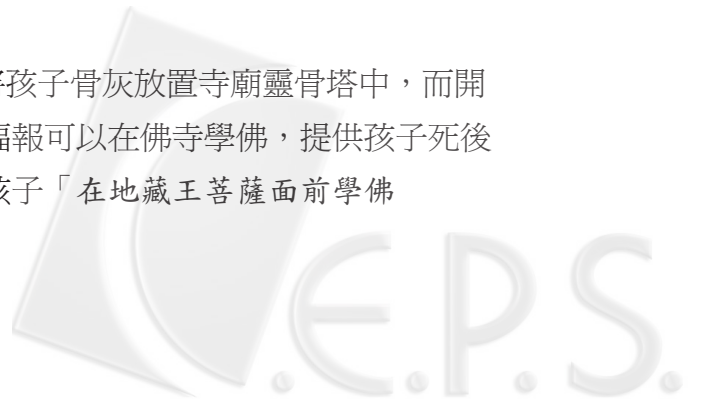 孩子骨灰放置寺廟靈骨塔中，而開
福報可以在佛寺學佛，提供孩子死後
孩子「在地藏王菩薩面前學佛
C.E.P.S.